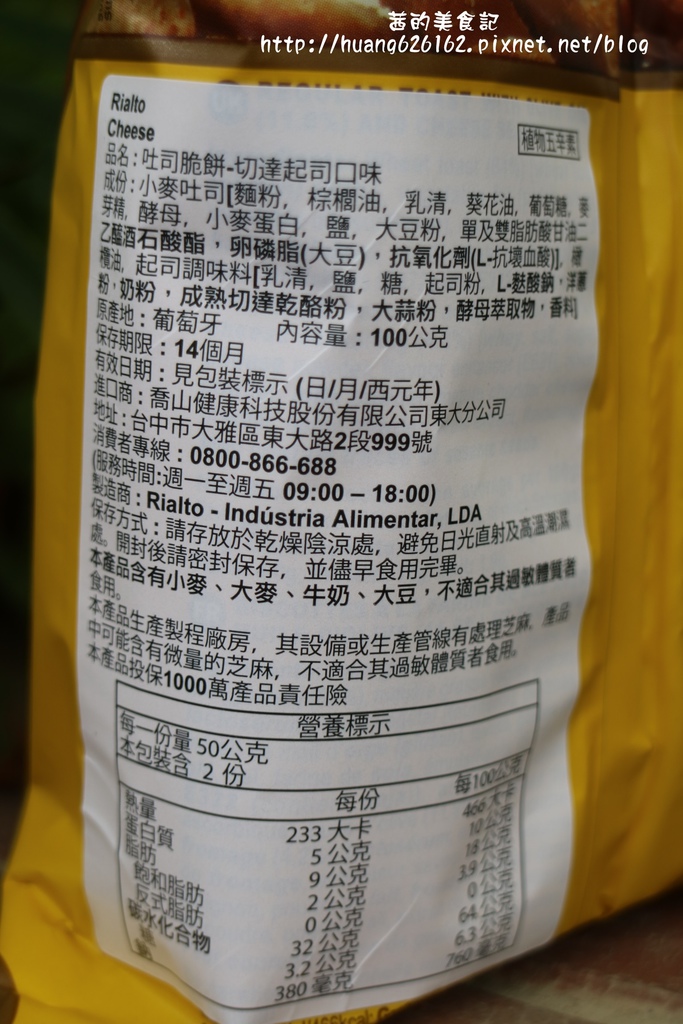 茜的美食記
http://huang626162.pixnet.net/blog
Rialto
Cheese
植物五辛素
品名:吐司脆餅-切達起司口味
成份:小麥吐司[麵粉, 棕櫚油, 乳清, 葵花油, 葡萄糖, 麥
芽精, 酵母, 小麥蛋白, 鹽, 大豆粉, 單及雙脂肪酸甘油二
乙醯酒石酸酯, 卵磷脂(大豆), 抗氧化劑(L-抗壞血酸)], 橄
欖油, 起司調味料[乳清, 鹽, 糖, 起司粉, L-麩酸鈉, 洋蔥
粉, 奶粉, 成熟切達乾酪粉, 大蒜粉, 酵母萃取物, 香料]
原產地:葡萄牙 內容量:100公克
保存期限:14個月
有效日期:見包裝標示 (日/月/西元年)
進口商:喬山健康科技股份有限公司東大分公司
地址:台中市大雅區東大路2段999號
消費者專線:0800-866-688
(服務時間:週一至週五 09:00 – 18:00)
製造商:Rialto - Indústria Alimentar, LDA
保存方式:請存放於乾燥陰涼處, 避免日光直射及高溫潮濕
處。開封後請密封保存, 並儘早食用完畢。
本產品含有小麥、大麥、牛奶、大豆, 不適合其過敏體質者
食用。
本產品生產製程廠房, 其設備或生產管線有處理芝麻, 產品
中可能含有微量的芝麻, 不適合其過敏體質者食用。
本產品投保1000萬產品責任險
營養標示
每一份量 50公克
本包裝含 2 份
每份 每100公克
熱量 233 大卡 466 大卡
蛋白質 5 公克 10 公克
脂肪 9 公克 18 公克
飽和脂肪 2 公克 3.9 公克
反式脂肪 0 公克 0 公克
碳水化合物 32 公克 64 公克
糖 3.2 公克 6.3 公克
鈉 380 毫克 760 毫克